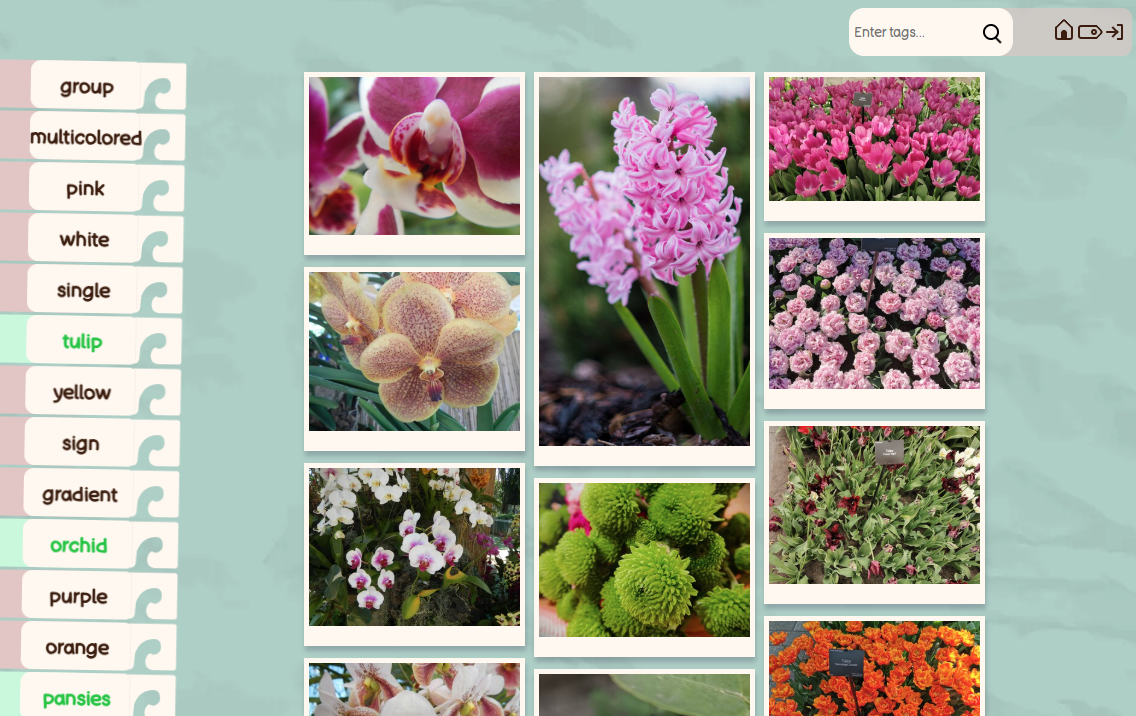 Enter tags...
group
multicolored
pink
white
single
tulip
yellow
sign
gradient
orchid
purple
orange
pansies